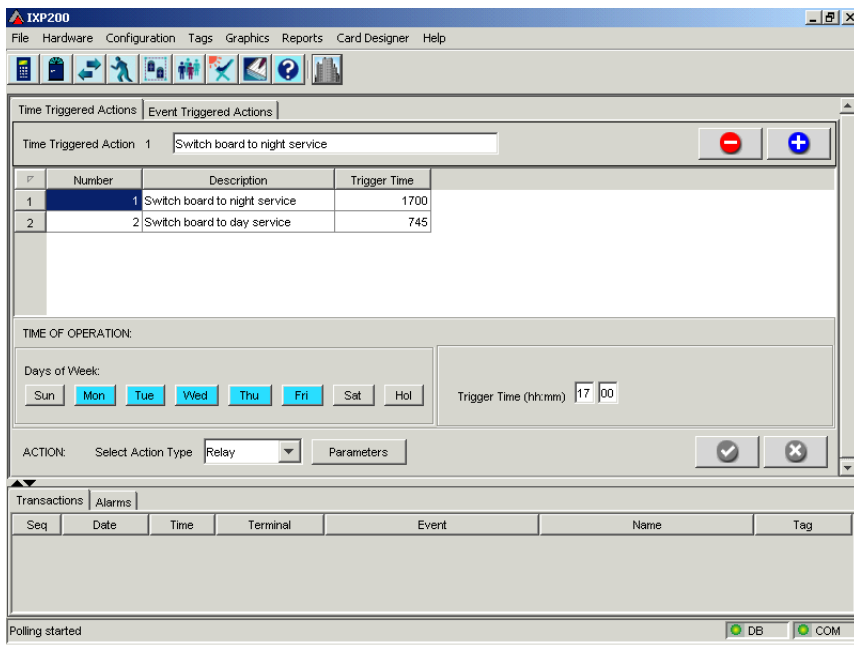 IXP200
File Hardware Configuration Tags Graphics Reports Card Designer Help
Time Triggered Actions Event Triggered Actions
Time Triggered Action 1 Switch board to night service
Number Description Trigger Time
1 1 Switch board to night service 1700
2 2 Switch board to day service 745
TIME OF OPERATION:
Days of Week:
Sun Mon Tue Wed Thu Fri Sat Hol
Trigger Time (hh:mm) 17 00
ACTION: Select Action Type Relay Parameters
Transactions Alarms
Seq Date Time Terminal Event Name Tag
Polling started DB COM